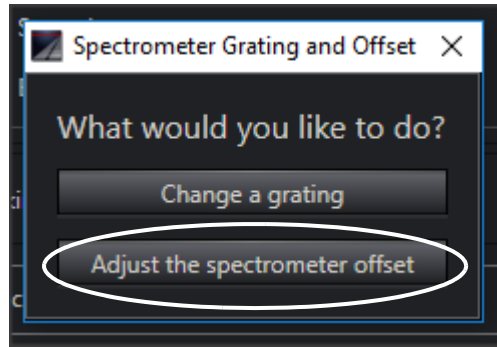 Spectrometer Grating and Offset
What would you like to do?
Change a grating
Adjust the spectrometer offset